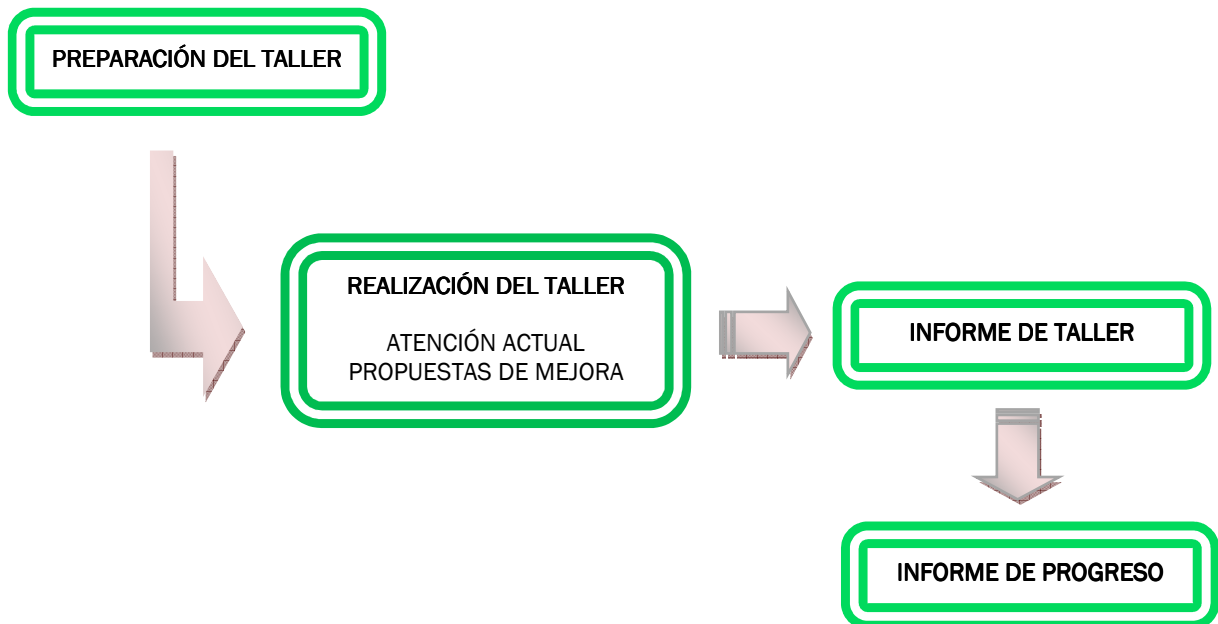 PREPARACIÓN DEL TALLER
REALIZACIÓN DEL TALLER
ATENCIÓN ACTUAL
PROPUESTAS DE MEJORA
INFORME DE TALLER
INFORME DE PROGRESO